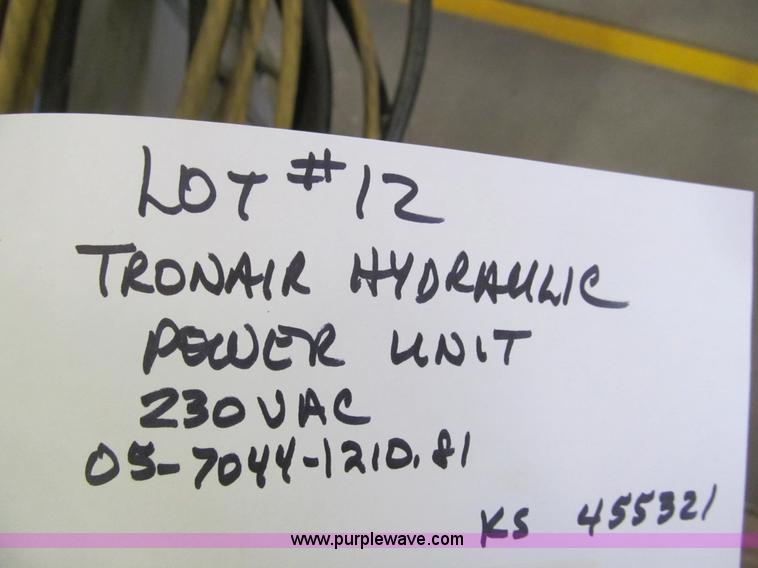 LOT #12
TRONAIR HYDRAULIC
POWER UNIT
230VAC
05-7044-1210.81
KS 455321
www.purplewave.com